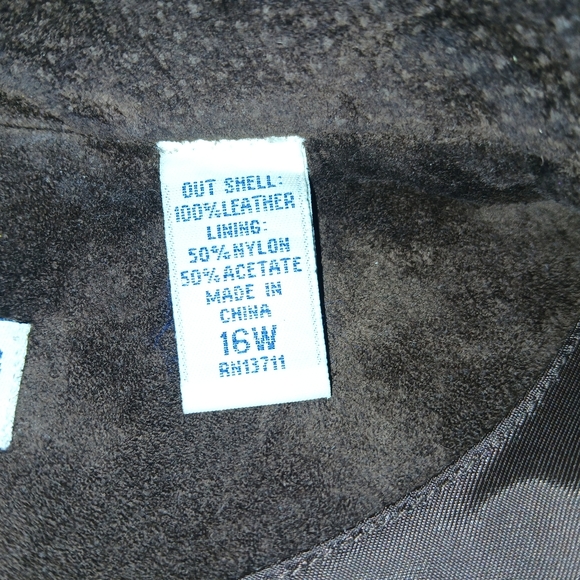 OUT SHELL:
100%LEATHER
LINING:
50%NYLON
50%ACETATE
MADE IN
CHINA
16W
RN13711